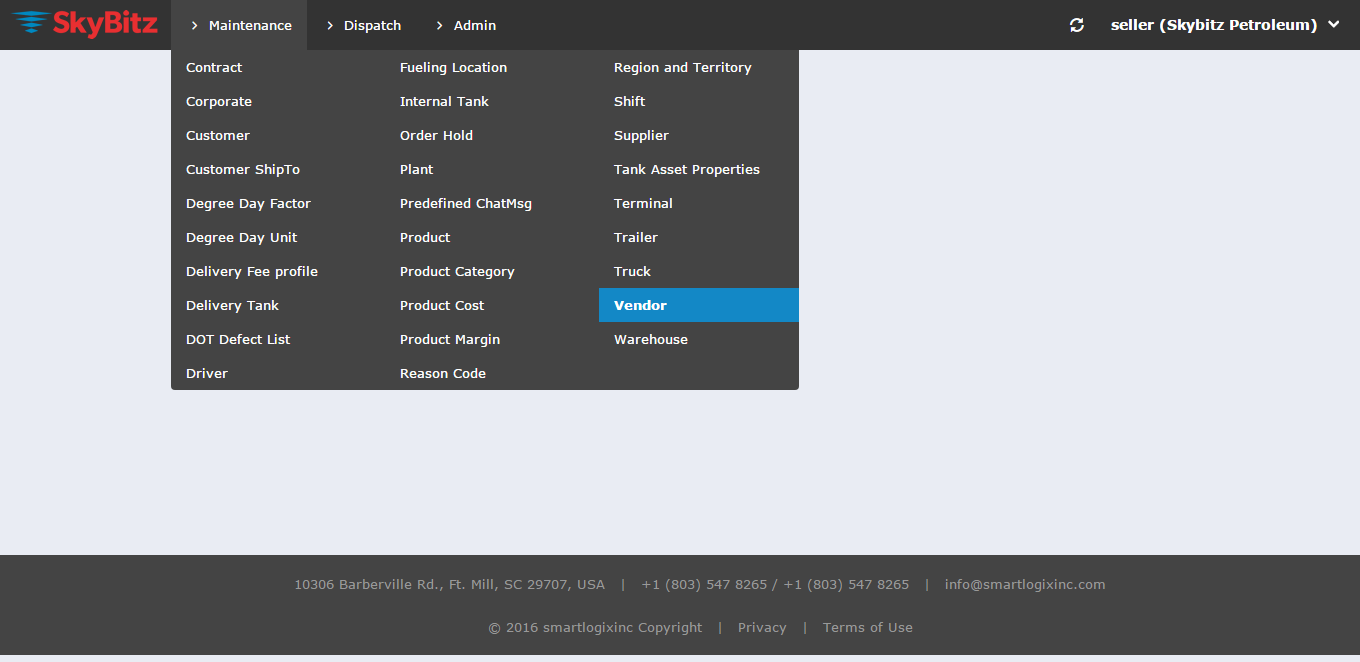 SkyBitz Maintenance Dispatch Admin seller (Skybitz Petroleum)
Contract Fueling Location Region and Territory
Corporate Internal Tank Shift
Customer Order Hold Supplier
Customer ShipTo Plant Tank Asset Properties
Degree Day Factor Predefined ChatMsg Terminal
Degree Day Unit Product Trailer
Delivery Fee profile Product Category Truck
Delivery Tank Product Cost Vendor
DOT Defect List Product Margin Warehouse
Driver Reason Code
10306 Barberville Rd., Ft. Mill, SC 29707, USA | +1 (803) 547 8265 / +1 (803) 547 8265 | info@smartlogixinc.com
© 2016 smartlogixinc Copyright | Privacy | Terms of Use